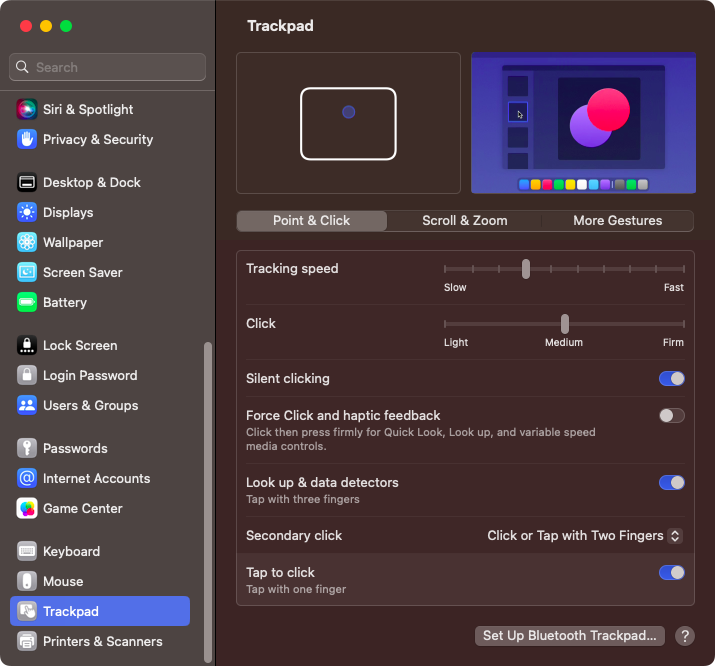 Search
Siri & Spotlight
Privacy & Security
Desktop & Dock
Displays
Wallpaper
Screen Saver
Battery
Lock Screen
Login Password
Users & Groups
Passwords
Internet Accounts
Game Center
Keyboard
Mouse
Trackpad
Printers & Scanners
Trackpad
Point & Click
Scroll & Zoom
More Gestures
Tracking speed
Slow
Fast
Click
Light
Medium
Firm
Silent clicking
Force Click and haptic feedback
Click then press firmly for Quick Look, Look up, and variable speed
media controls.
Look up & data detectors
Tap with three fingers
Secondary click
Click or Tap with Two Fingers
Tap to click
Tap with one finger
Set Up Bluetooth Trackpad...
?